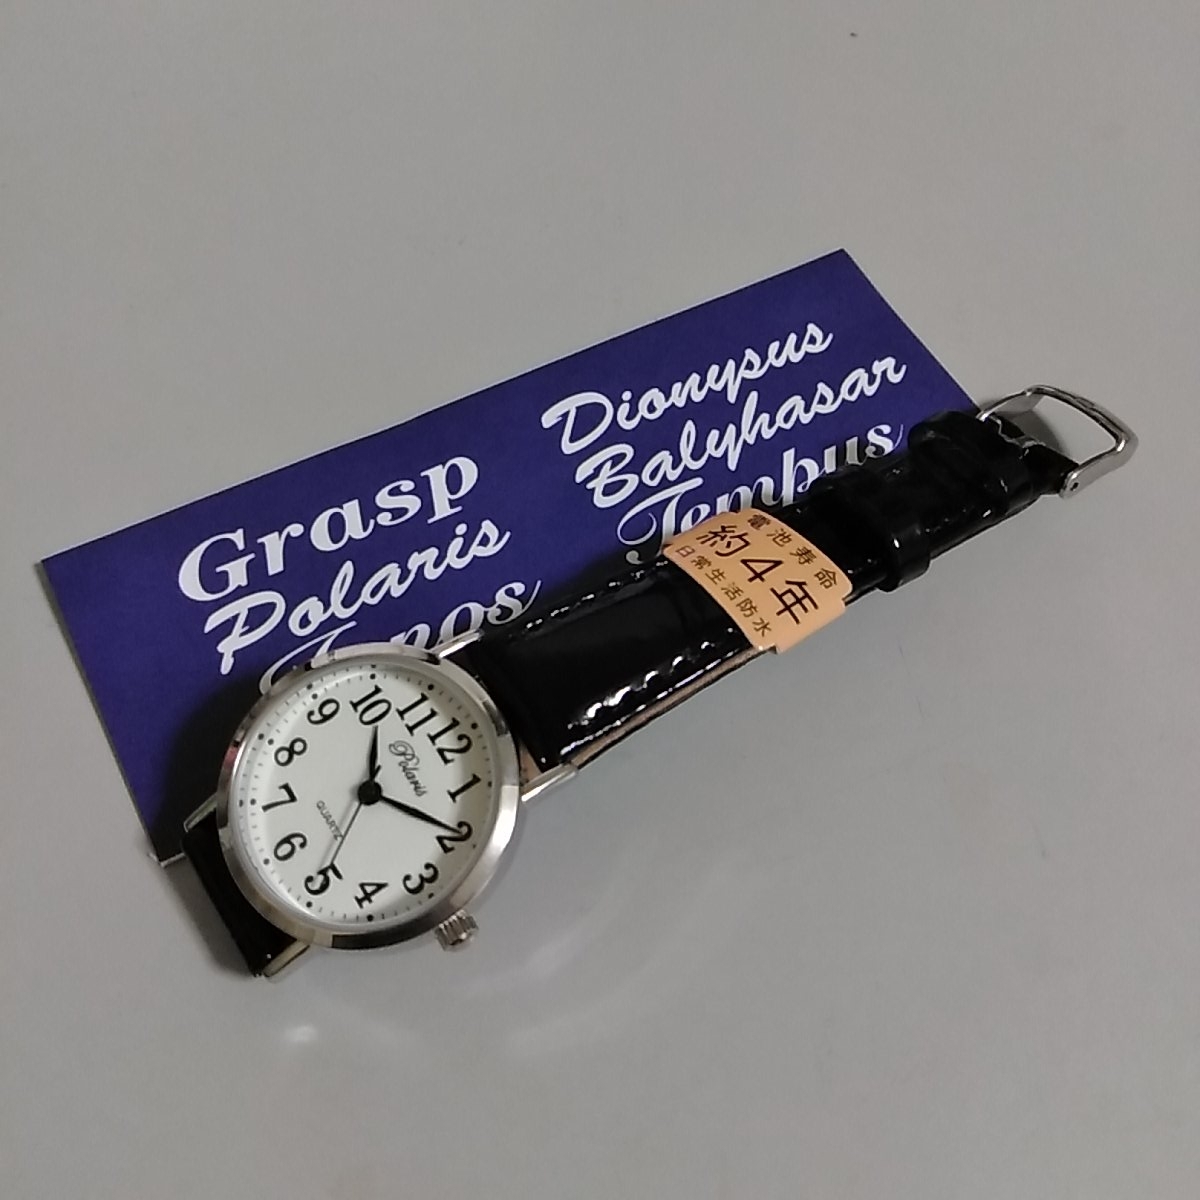 Grasp
Polaris
Dionysus
Balyhasar
Tempus
電池寿命
約4年
日常生活防水
12
1
2
3
4
5
6
7
8
9
10
11
Polaris
QUARTZ